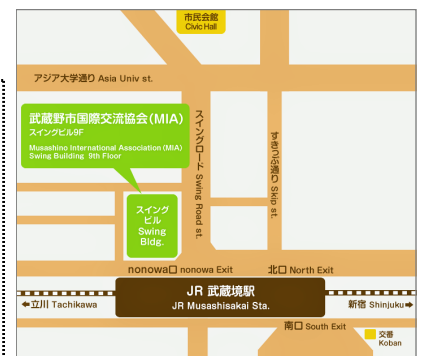 市民会館
Civic Hall
アジア大学通り Asia Univ st.
武蔵野市国際交流協会(MIA)
スイングビル9F
Musashino International Association (MIA)
Swing Building 9th Floor
スイングロード Swing Road st.
すきっぷ通り Skip st.
スイング
ビル
Swing
Bldg.
nonowa口 nonowa Exit
北口 North Exit
JR 武蔵境駅
JR Musashisakai Sta.
←立川 Tachikawa
新宿 Shinjuku➡
南口 South Exit
交番
Koban